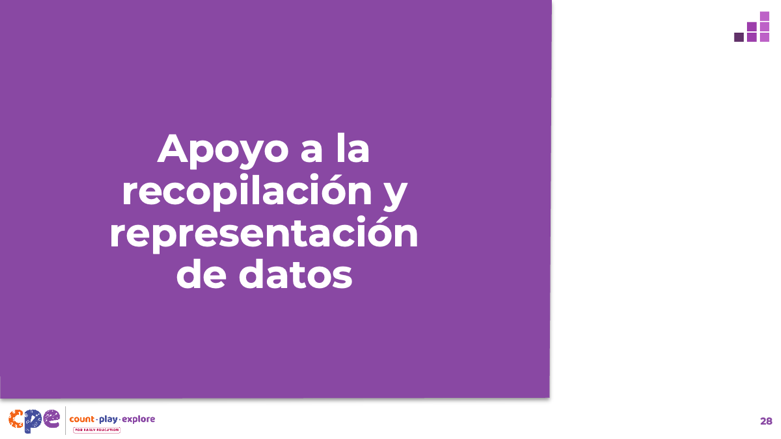 Apoyo a la
recopilación y
representación
de datos
cpe
count·play·explore
FOR EARLY EDUCATION
28